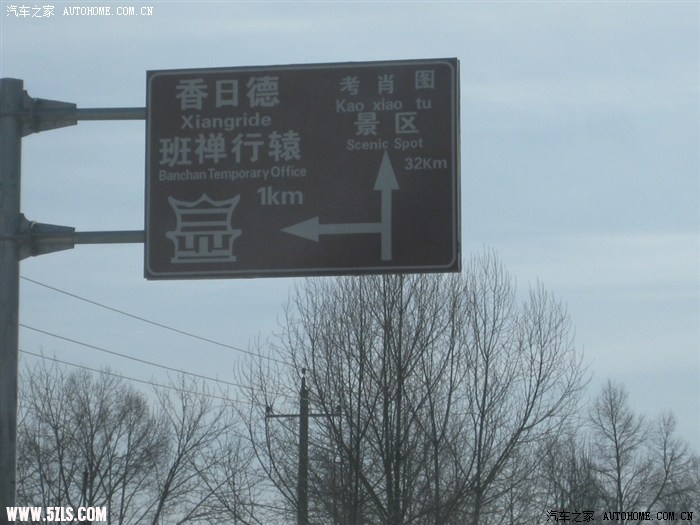 汽车之家 AUTOHOME.COM.CN
香日德
Xiangride
班禅行辕
Banchan Temporary Office
1km
考肖图
Kao xiao tu
景区
Scenic Spot
32Km
WWW.5ZLS.COM
汽车之家 AUTOHOME.COM.CN